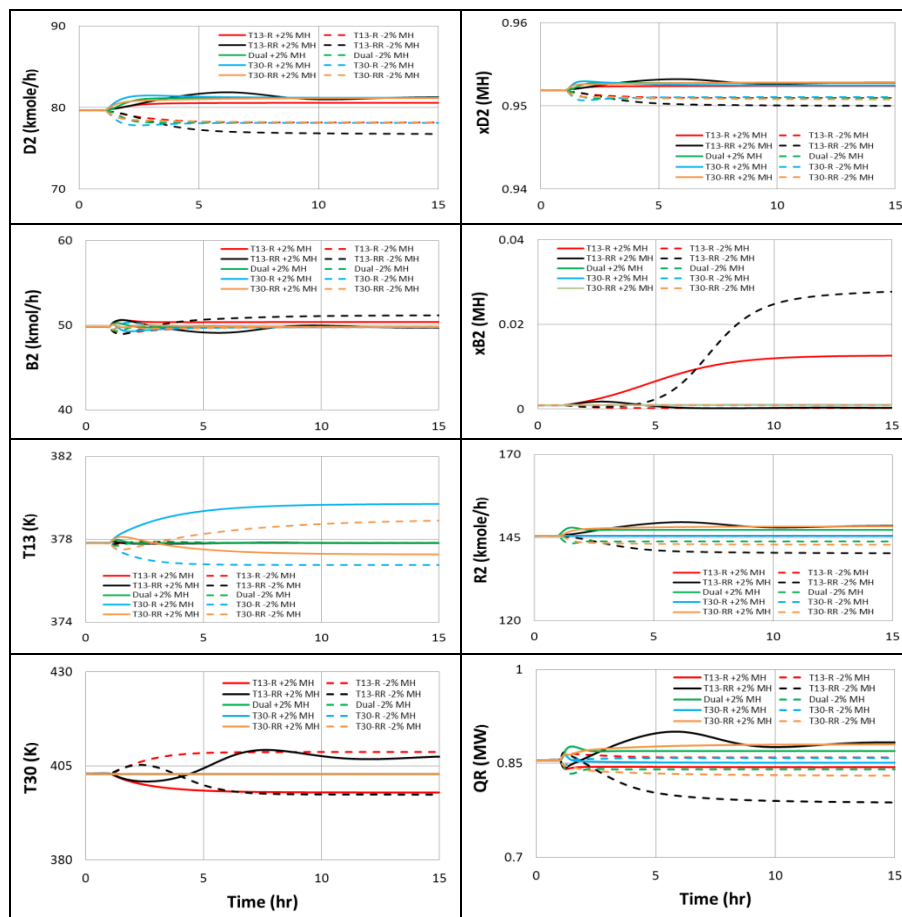 90
80
70
0
5
10
15
D2 (kmole/h)
T13-R +2% MH
T13-R -2% MH
T13-RR +2% MH
T13-RR -2% MH
Dual +2% MH
Dual -2% MH
T30-R +2% MH
T30-R -2% MH
T30-RR +2% MH
T30-RR -2% MH
0.96
0.95
0.94
0
5
10
15
xD2 (MH)
T13-R +2% MH
T13-R -2% MH
T13-RR +2% MH
T13-RR -2% MH
Dual +2% MH
Dual -2% MH
T30-R +2% MH
T30-R -2% MH
T30-RR +2% MH
T30-RR -2% MH
60
50
40
0
5
10
15
B2 (kmol/h)
T13-R +2% MH
T13-R -2% MH
T13-RR +2% MH
T13-RR -2% MH
Dual +2% MH
Dual -2% MH
T30-R +2% MH
T30-R -2% MH
T30-RR +2% MH
T30-RR -2% MH
0.04
0.02
0
0
5
10
15
xB2 (MH)
T13-R +2% MH
T13-R -2% MH
T13-RR +2% MH
T13-RR -2% MH
Dual +2% MH
Dual -2% MH
T30-R +2% MH
T30-R -2% MH
T30-RR +2% MH
T30-RR -2% MH
382
378
374
0
5
10
15
T13 (K)
T13-R +2% MH
T13-R -2% MH
T13-RR +2% MH
T13-RR -2% MH
Dual +2% MH
Dual -2% MH
T30-R +2% MH
T30-R -2% MH
T30-RR +2% MH
T30-RR -2% MH
170
145
120
0
5
10
15
R2 (kmole/h)
T13-R +2% MH
T13-R -2% MH
T13-RR +2% MH
T13-RR -2% MH
Dual +2% MH
Dual -2% MH
T30-R +2% MH
T30-R -2% MH
T30-RR +2% MH
T30-RR -2% MH
430
405
380
0
5
10
15
T30 (K)
Time (hr)
T13-R +2% MH
T13-R -2% MH
T13-RR +2% MH
T13-RR -2% MH
Dual +2% MH
Dual -2% MH
T30-R +2% MH
T30-R -2% MH
T30-RR +2% MH
T30-RR -2% MH
1
0.85
0.7
0
5
10
15
QR (MW)
Time (hr)
T13-R +2% MH
T13-R -2% MH
T13-RR +2% MH
T13-RR -2% MH
Dual +2% MH
Dual -2% MH
T30-R +2% MH
T30-R -2% MH
T30-RR +2% MH
T30-RR -2% MH